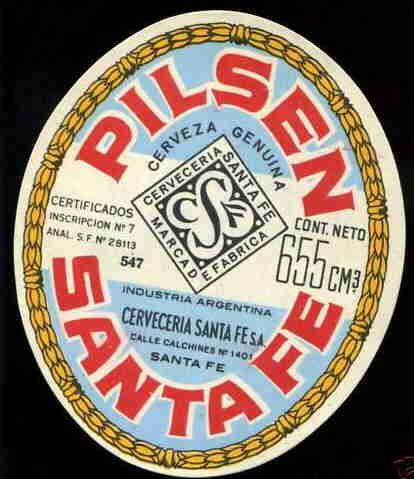 PILSEN
CERVEZA GENUINA
CERVECERIA
SANTA FE
MARCA DE FABRICA
CSF
CERTIFICADOS
INSCRIPCION Nº 7
ANAL. S. F. Nº 28113
547
CONT. NETO
655 CM3
INDUSTRIA ARGENTINA
CERVECERIA SANTA FE S.A.
CALLE CALCHINES Nº 1401
SANTA FE
SANTA FE